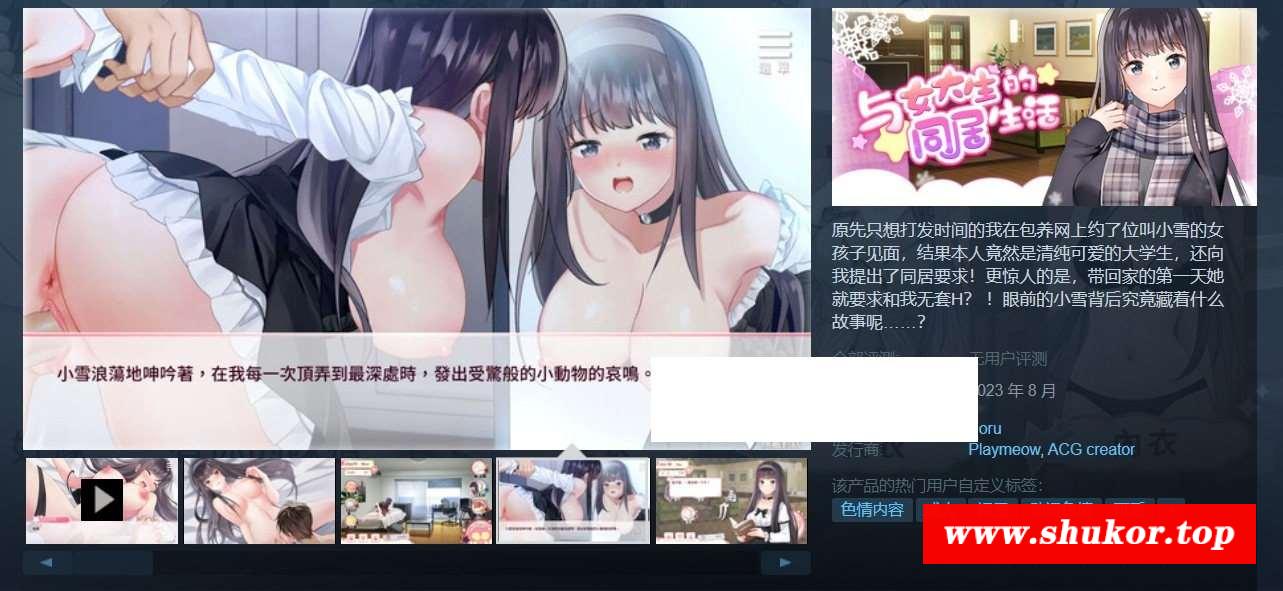 選單
与女大生的
同居生活
小雪浪蕩地呻吟著，在我每一次頂弄到最深處時，發出受驚般的小動物的哀鳴。
原先只想打发时间的我在包养网上约了位叫小雪的女
孩子见面，结果本人竟然是清纯可爱的大学生，还向
我提出了同居要求！更惊人的是，带回家的第一天她
就要求和我无套H？ ！眼前的小雪背后究竟藏着什么
故事呢……？
全部评测: 无用户评测
023 年 8 月
oru
发行商: Playmeow, ACG creator
该产品的热门用户自定义标签：
色情内容
www.shukor.top